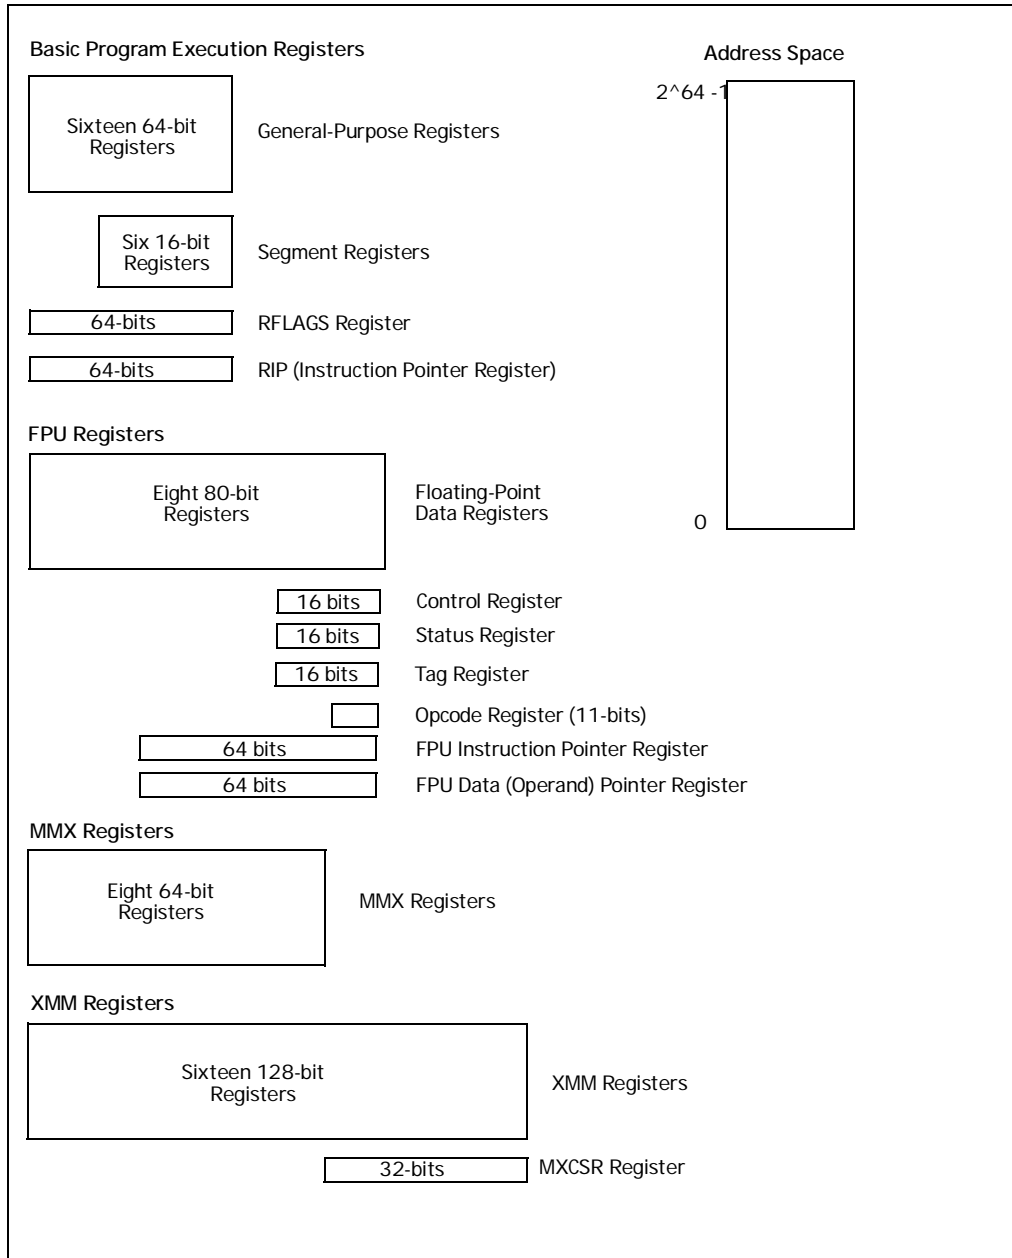 Basic Program Execution Registers
Address Space
2^64 -1
Sixteen 64-bit
Registers
General-Purpose Registers
Six 16-bit
Registers
Segment Registers
64-bits
RFLAGS Register
64-bits
RIP (Instruction Pointer Register)
FPU Registers
Eight 80-bit
Registers
Floating-Point
Data Registers
0
16 bits
Control Register
16 bits
Status Register
16 bits
Tag Register
Opcode Register (11-bits)
64 bits
FPU Instruction Pointer Register
64 bits
FPU Data (Operand) Pointer Register
MMX Registers
Eight 64-bit
Registers
MMX Registers
XMM Registers
Sixteen 128-bit
Registers
XMM Registers
32-bits
MXCSR Register